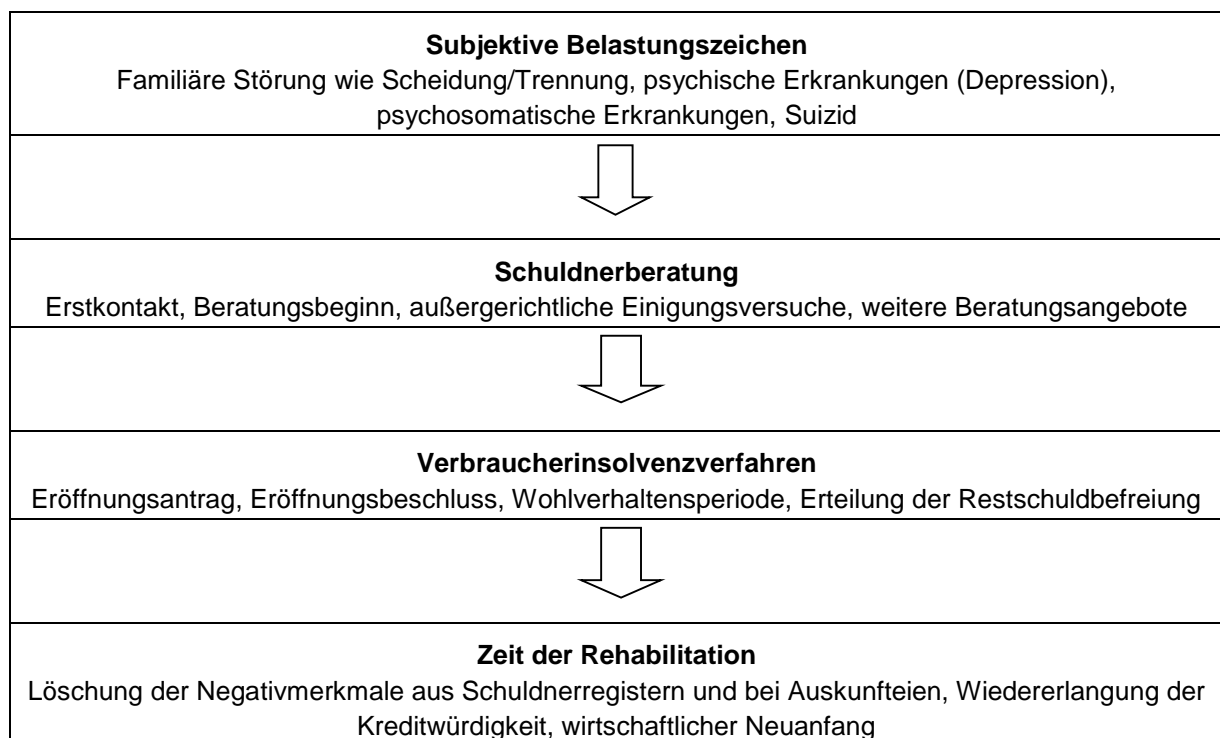 Subjektive Belastungszeichen
Familiäre Störung wie Scheidung/Trennung, psychische Erkrankungen (Depression),
psychosomatische Erkrankungen, Suizid
Schuldnerberatung
Erstkontakt, Beratungsbeginn, außergerichtliche Einigungsversuche, weitere Beratungsangebote
Verbraucherinsolvenzverfahren
Eröffnungsantrag, Eröffnungsbeschluss, Wohlverhaltensperiode, Erteilung der Restschuldbefreiung
Zeit der Rehabilitation
Löschung der Negativmerkmale aus Schuldnerregistern und bei Auskunfteien, Wiedererlangung der
Kreditwürdigkeit, wirtschaftlicher Neuanfang